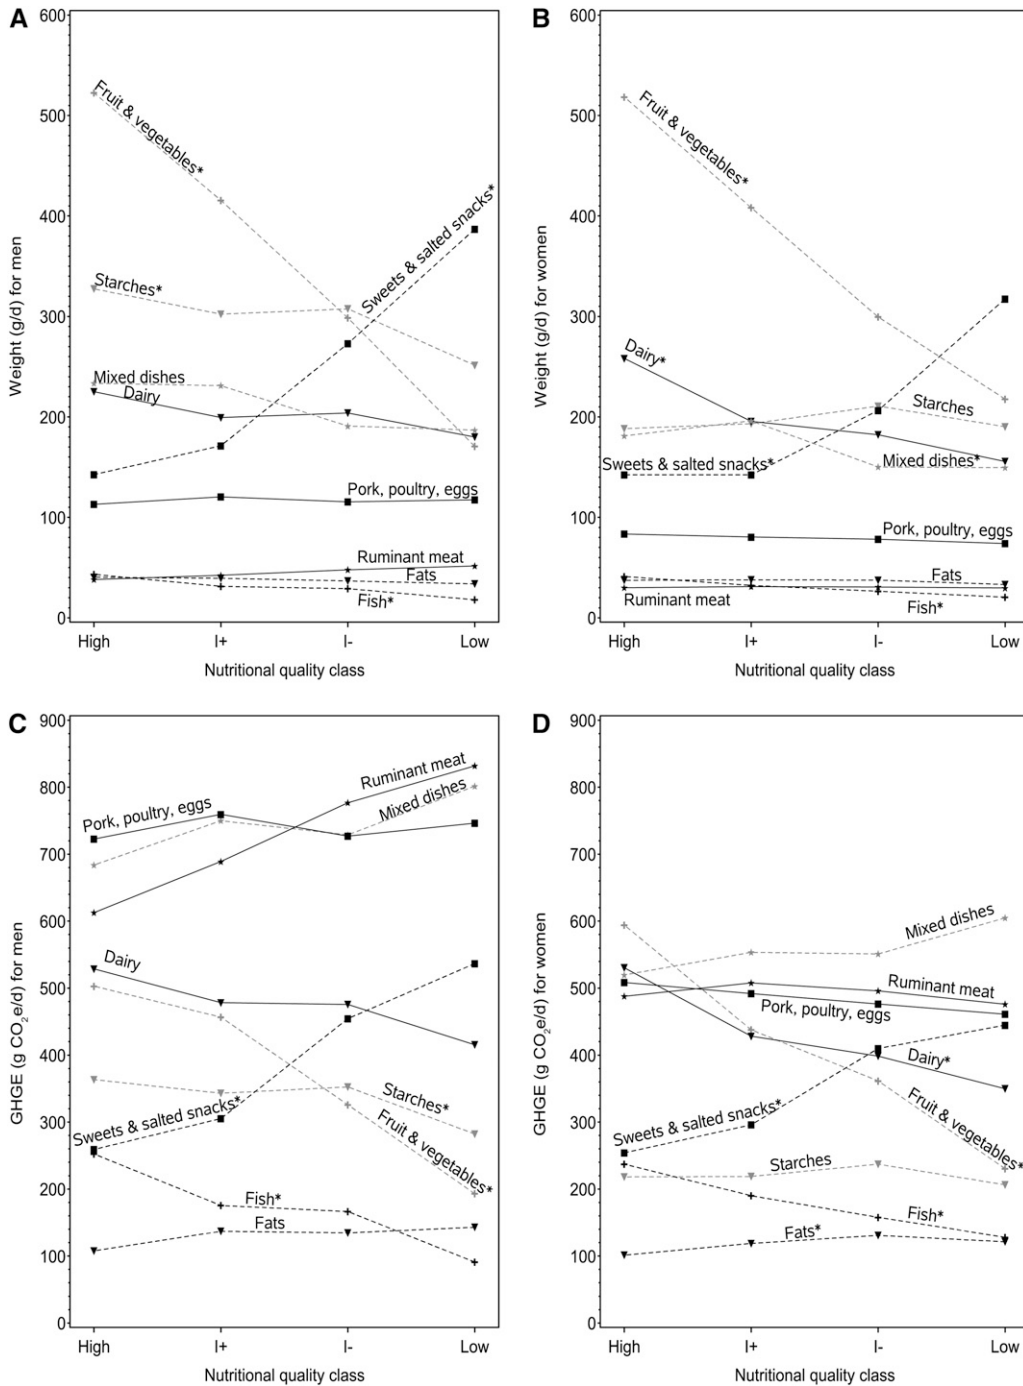 A
Weight (g/d) for men
600
500
400
300
200
100
0
Fruit & vegetables*
Sweets & salted snacks*
Starches*
Mixed dishes
Dairy
Pork, poultry, eggs
Ruminant meat
Fats
Fish*
High I+ I- Low
Nutritional quality class
B
Weight (g/d) for women
600
500
400
300
200
100
0
Fruit & vegetables*
Dairy*
Starches
Sweets & salted snacks*
Mixed dishes*
Pork, poultry, eggs
Fats
Ruminant meat
Fish*
High I+ I- Low
Nutritional quality class
C
GHGE (g CO2e/d) for men
900
800
700
600
500
400
300
200
100
0
Ruminant meat
Mixed dishes
Pork, poultry, eggs
Dairy
Starches*
Sweets & salted snacks*
Fruit & vegetables*
Fish*
Fats
High I+ I- Low
Nutritional quality class
D
GHGE (g CO2e/d) for women
900
800
700
600
500
400
300
200
100
0
Mixed dishes
Ruminant meat
Pork, poultry, eggs
Dairy*
Sweets & salted snacks*
Fruit & vegetables*
Starches
Fish*
Fats*
High I+ I- Low
Nutritional quality class